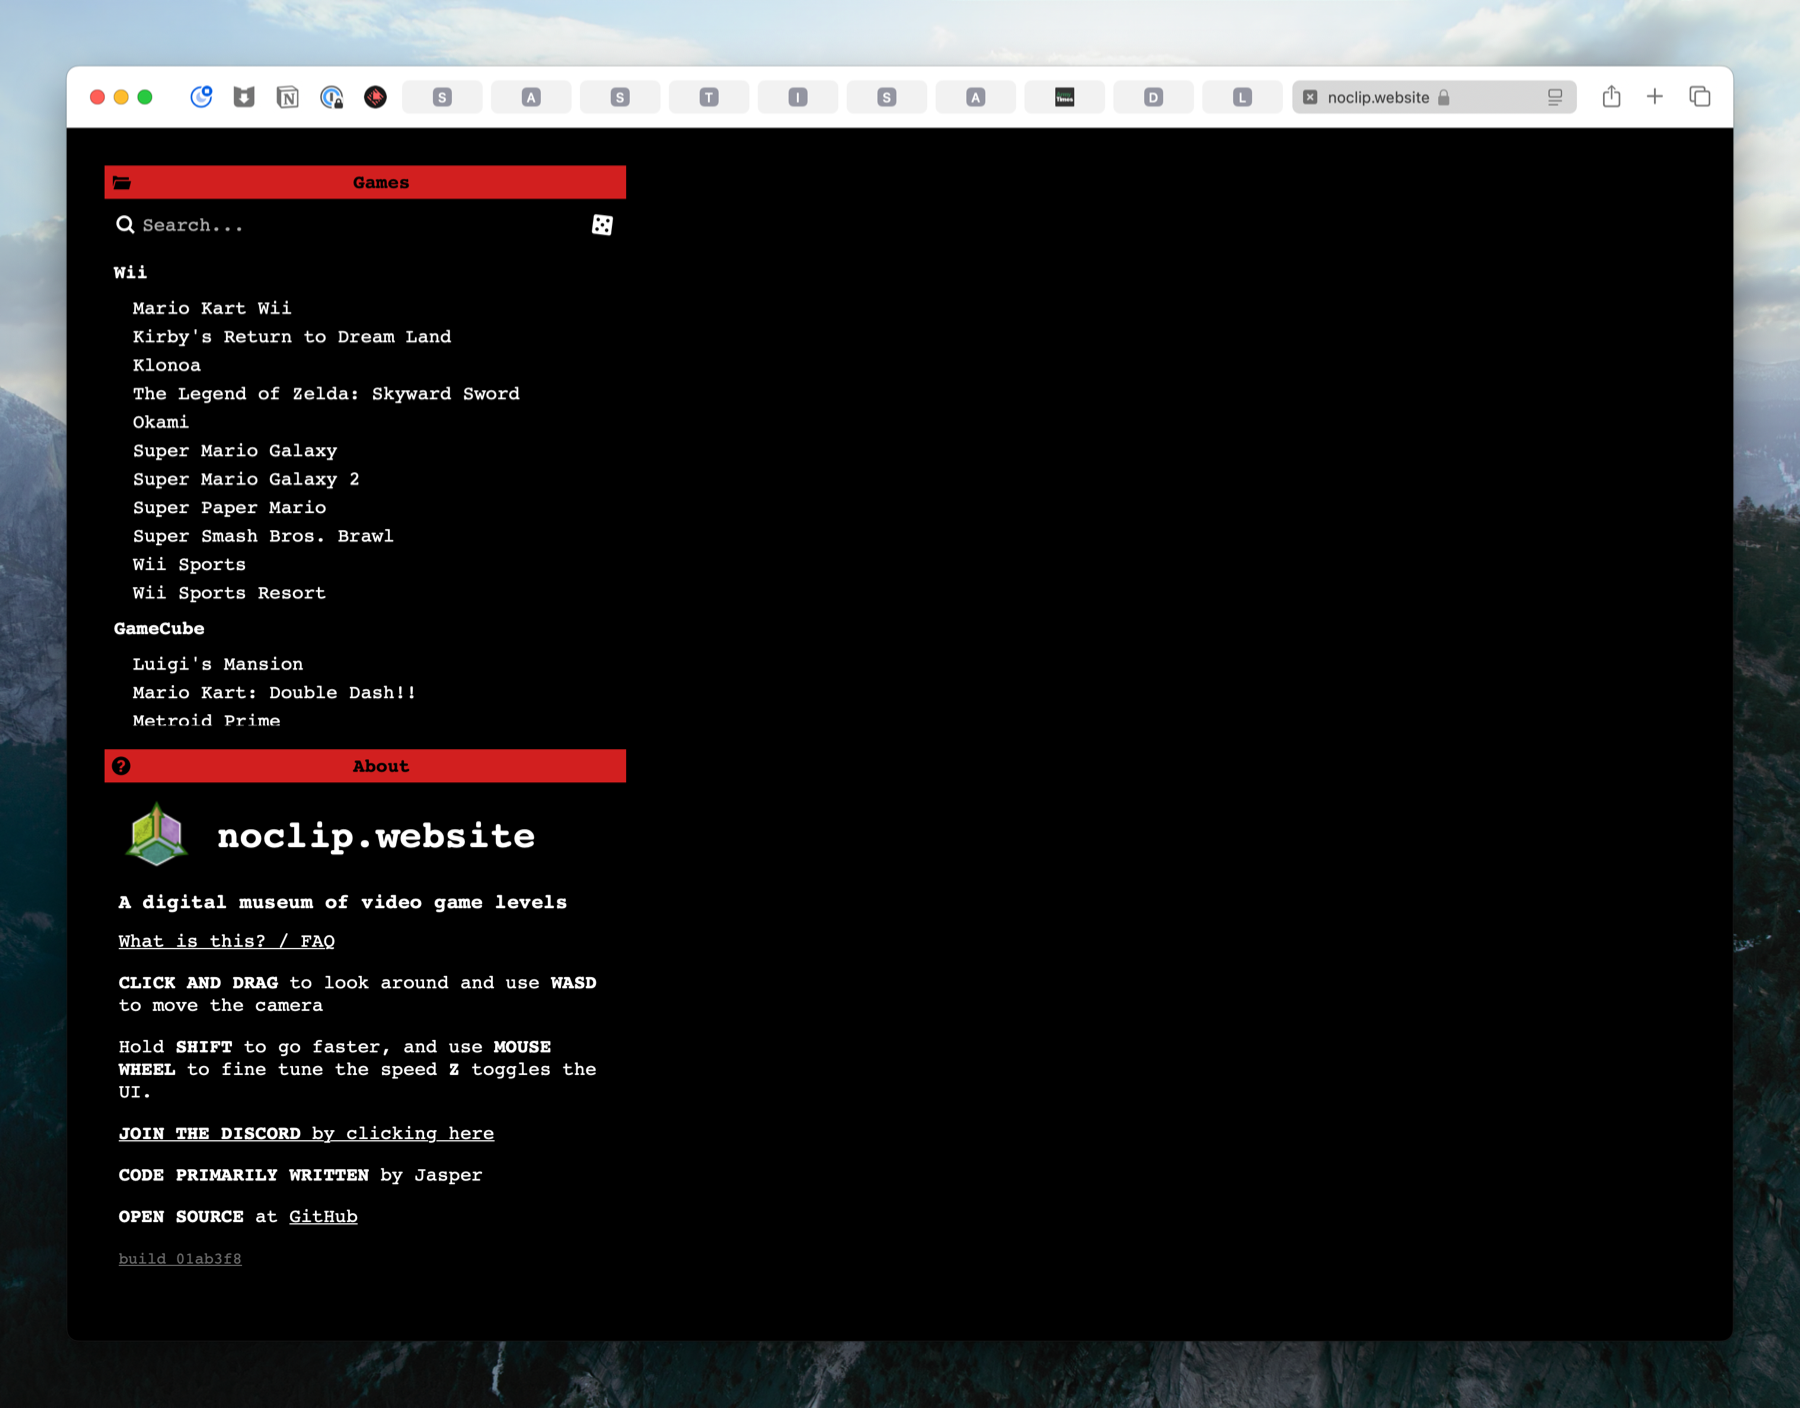 S A S T I S A Times D L noclip.website
Games
Search...
Wii
Mario Kart Wii
Kirby's Return to Dream Land
Klonoa
The Legend of Zelda: Skyward Sword
Okami
Super Mario Galaxy
Super Mario Galaxy 2
Super Paper Mario
Super Smash Bros. Brawl
Wii Sports
Wii Sports Resort
GameCube
Luigi's Mansion
Mario Kart: Double Dash!!
Metroid Prime
About
noclip.website
A digital museum of video game levels
What is this? / FAQ
CLICK AND DRAG to look around and use WASD
to move the camera
Hold SHIFT to go faster, and use MOUSE
WHEEL to fine tune the speed Z toggles the
UI.
JOIN THE DISCORD by clicking here
CODE PRIMARILY WRITTEN by Jasper
OPEN SOURCE at GitHub
build 01ab3f8